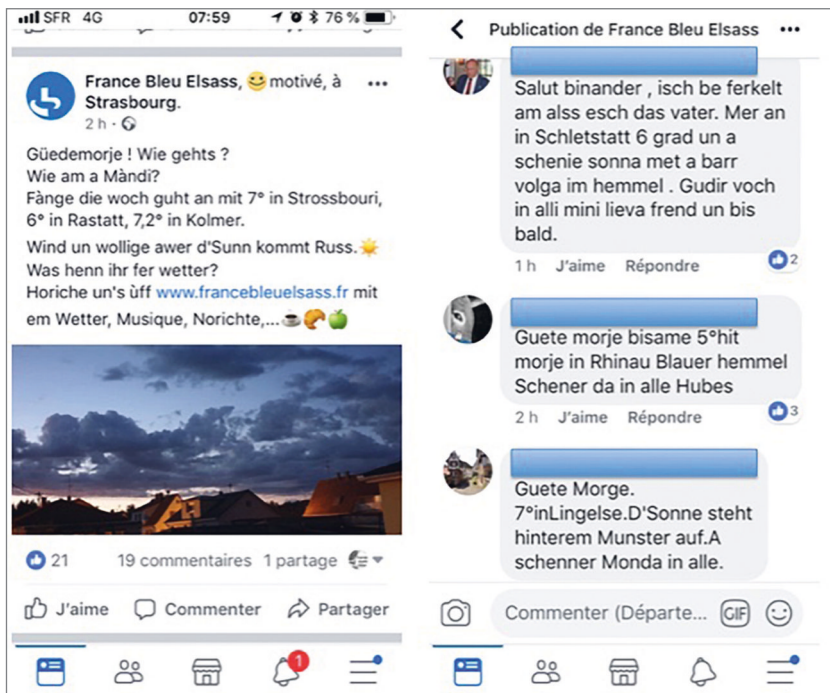 SFR 4G 07:59 76 %
France Bleu Elsass, motivé, à
Strasbourg.
2 h
Güedemorje ! Wie gehts ?
Wie am a Màndi?
Fànge die woch guht an mit 7° in Strossbouri,
6° in Rastatt, 7,2° in Kolmer.
Wind un wollige awer d'Sunn kommt Russ.
Was henn ihr fer wetter?
Horiche un's ùff www.francebleuelsass.fr mit
em Wetter, Musique, Norichte,...
21 19 commentaires 1 partage
J'aime Commenter Partager
1
Publication de France Bleu Elsass
Salut binander , isch be ferkelt
am alss esch das vater. Mer an
in Schletstatt 6 grad un a
schenie sonna met a barr
volga im hemmel . Gudir voch
in alli mini lieva frend un bis
bald.
1 h J'aime Répondre 2
Guete morje bisame 5°hit
morje in Rhinau Blauer hemmel
Schener da in alle Hubes
2 h J'aime Répondre 3
Guete Morge.
7°inLingelse.D'Sonne steht
hinterem Munster auf.A
schenner Monda in alle.
Commenter (Départe... GIF